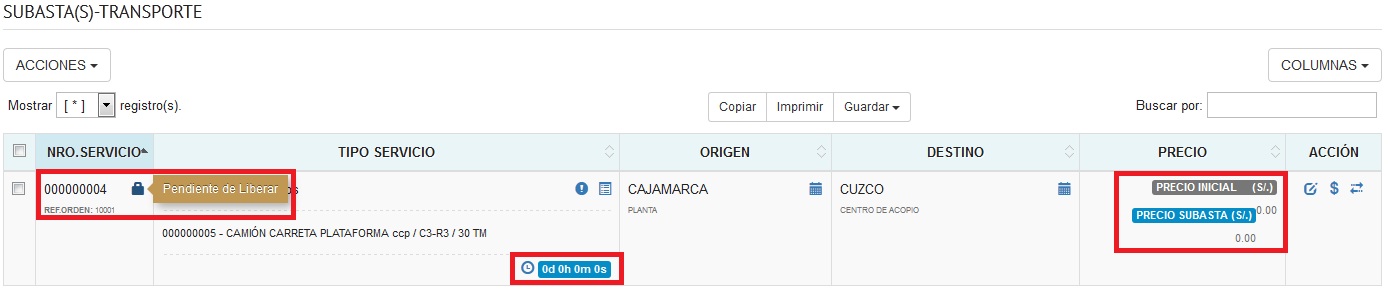 SUBASTA(S)-TRANSPORTE
ACCIONES
COLUMNAS
Mostrar [ * ] registro(s).
Copiar Imprimir Guardar
Buscar por:
NRO.SERVICIO TIPO SERVICIO ORIGEN DESTINO PRECIO ACCIÓN
000000004 Pendiente de Liberar os CAJAMARCA CUZCO PRECIO INICIAL (S/.) $
REF.ORDEN: 10001 PLANTA CENTRO DE ACOPIO 0.00
PRECIO SUBASTA (S/.)
000000005 - CAMIÓN CARRETA PLATAFORMA ccp / C3-R3 / 30 TM 0.00
0d 0h 0m 0s